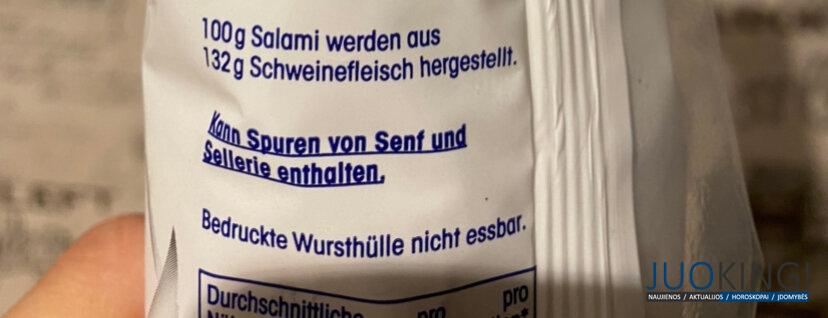 100g Salami werden aus
132g Schweinefleisch hergestellt.
Kann Spuren von Senf und
Sellerie enthalten.
Bedruckte Wursthülle nicht essbar.
Durchschnittliche pro pro
JUOKINGI
NAUJIENOS / AKTUALIJOS / HOROSKOPAI / ĮDOMYBĖS